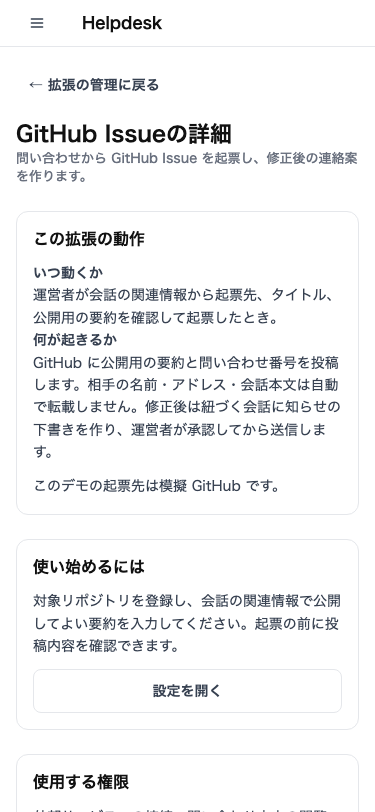 Helpdesk
← 拡張の管理に戻る
GitHub Issueの詳細
問い合わせから GitHub Issue を起票し、修正後の連絡案
を作ります。
この拡張の動作
いつ動くか
運営者が会話の関連情報から起票先、タイトル、
公開用の要約を確認して起票したとき。
何が起きるか
GitHub に公開用の要約と問い合わせ番号を投稿
します。相手の名前・アドレス・会話本文は自動
で転載しません。修正後は紐づく会話に知らせの
下書きを作り、運営者が承認してから送信しま
す。
このデモの起票先は模擬 GitHub です。
使い始めるには
対象リポジトリを登録し、会話の関連情報で公開
してよい要約を入力してください。起票の前に投
稿内容を確認できます。
設定を開く
使用する権限